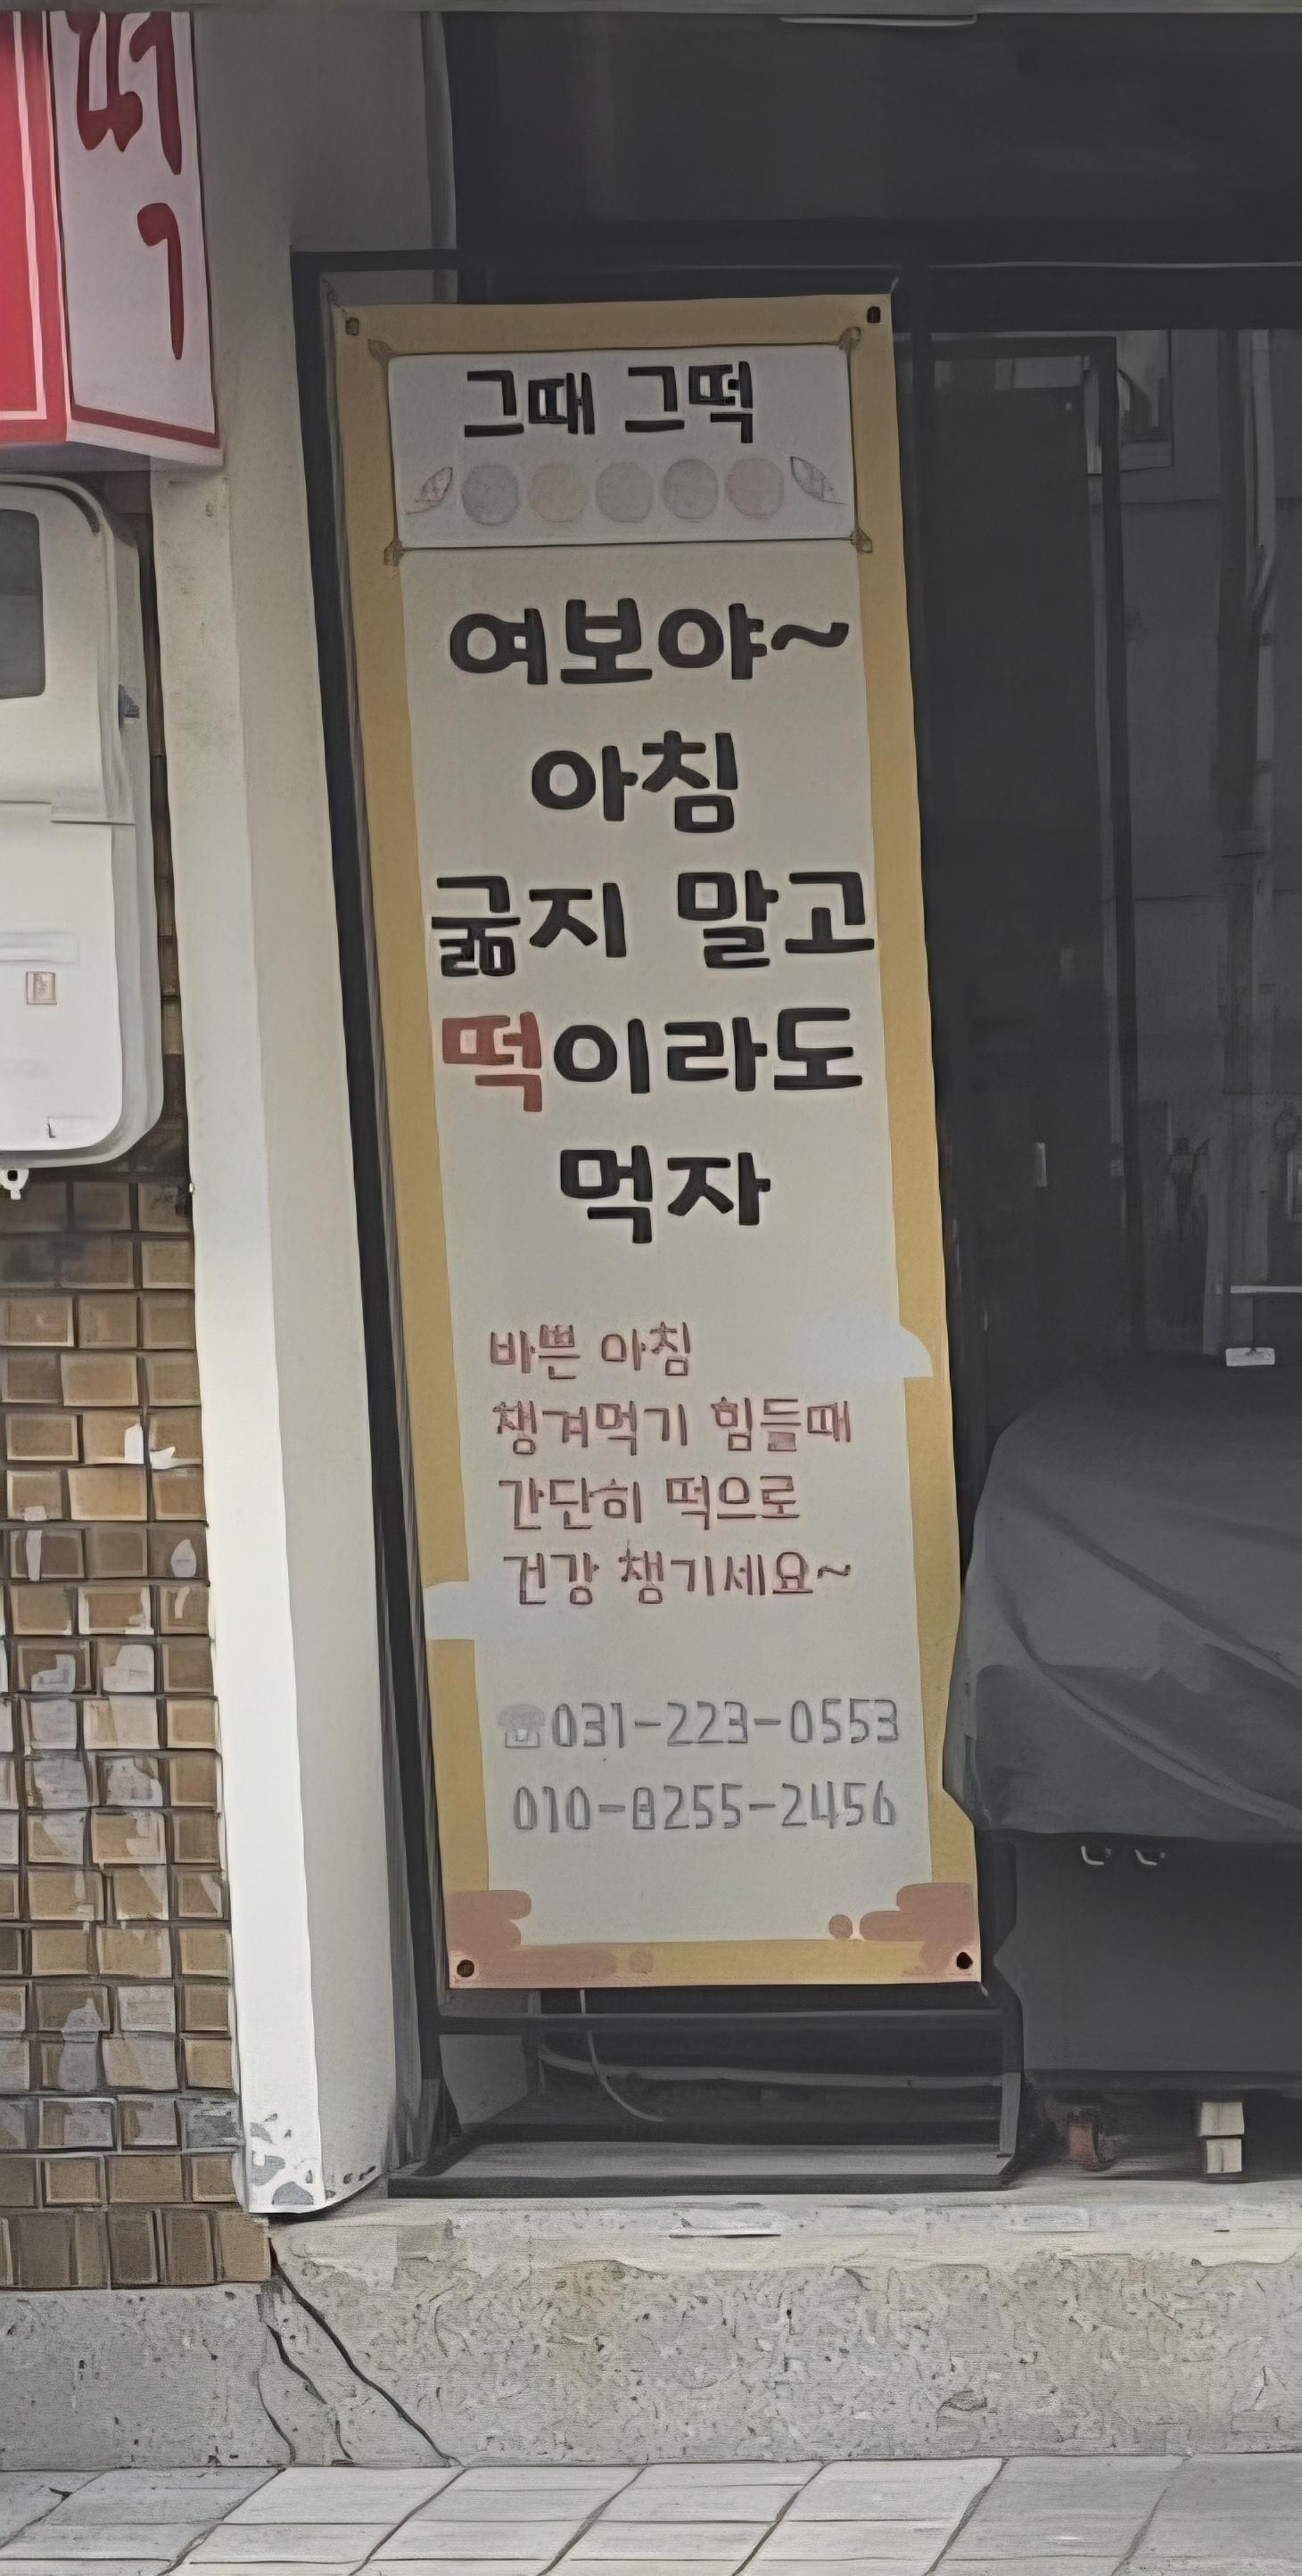 그때 그떡
여보야~
아침
굶지 말고
떡이라도
먹자
바쁜 아침
챙겨먹기 힘들때
간단히 떡으로
건강 챙기세요~
☎031-223-0553
010-8255-2456